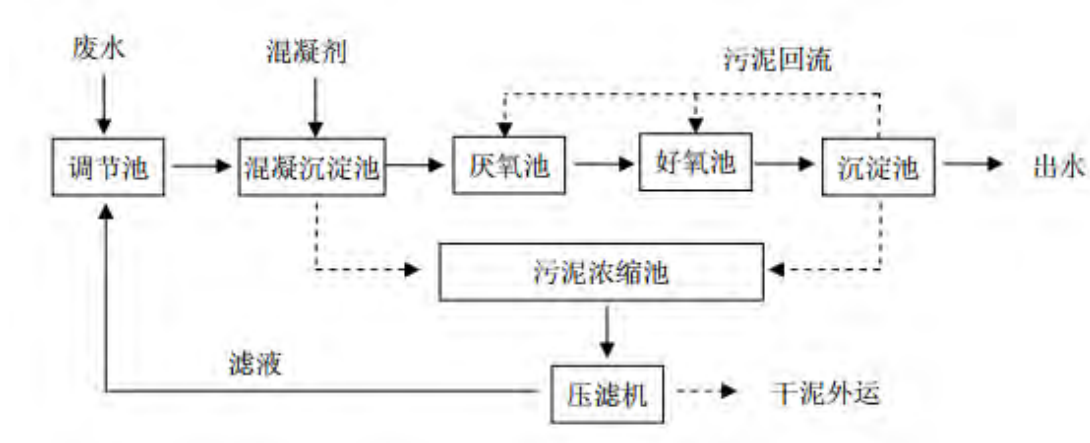 废水
混凝剂
污泥回流
调节池
混凝沉淀池
厌氧池
好氧池
沉淀池
出水
污泥浓缩池
滤液
压滤机
干泥外运